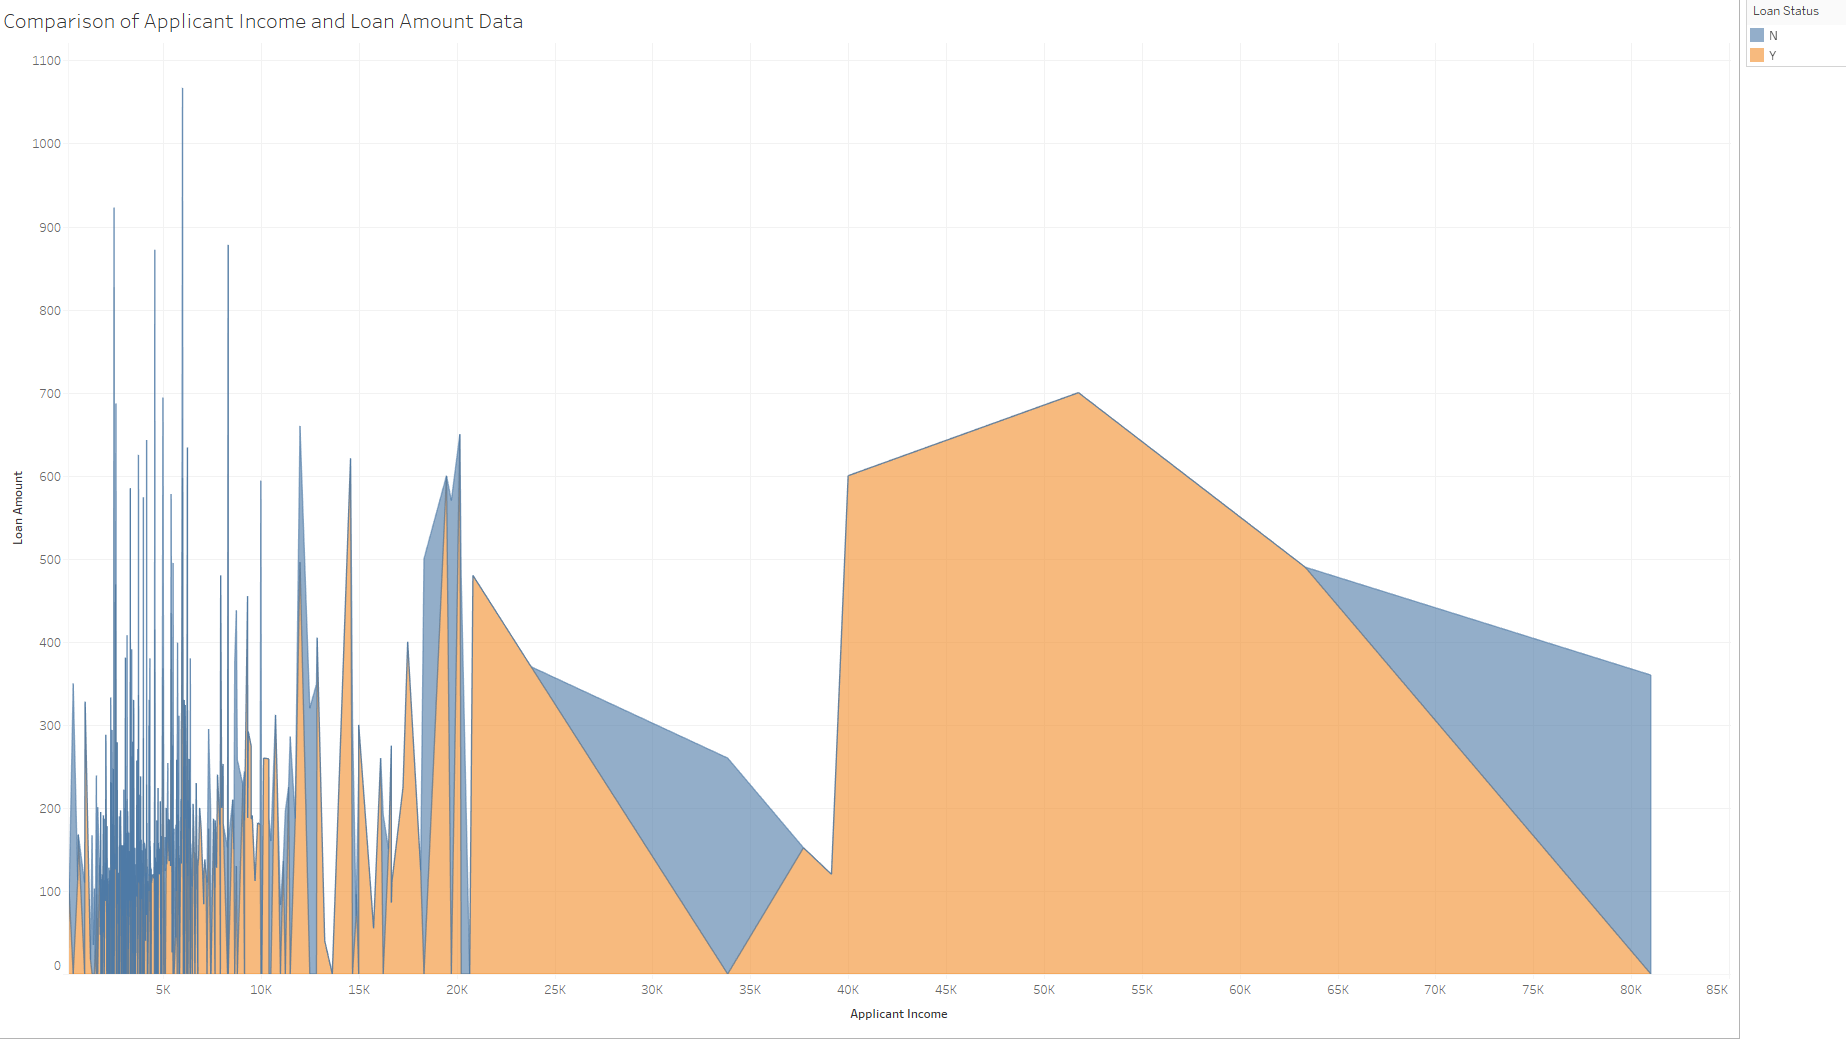 Comparison of Applicant Income and Loan Amount Data
Loan Status
N
Y
1100
1000
900
800
700
600
500
400
300
200
100
0
Loan Amount
5K 10K 15K 20K 25K 30K 35K 40K 45K 50K 55K 60K 65K 70K 75K 80K 85K
Applicant Income